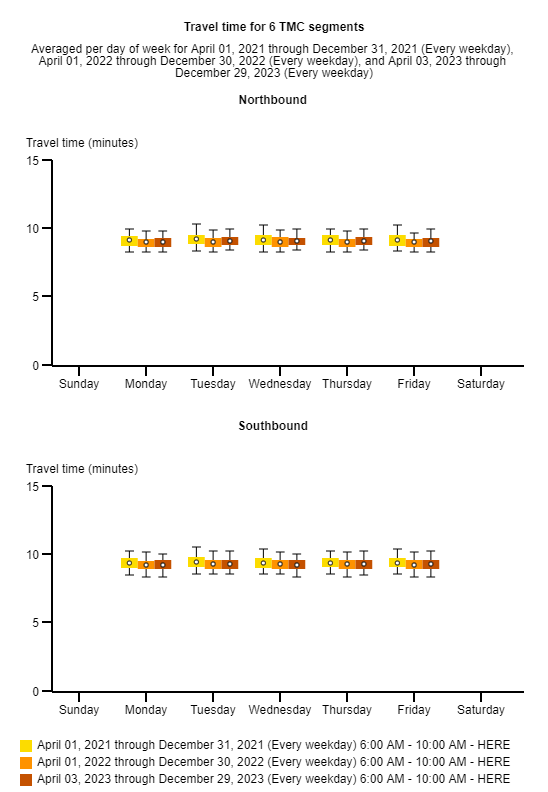 Travel time for 6 TMC segments
Averaged per day of week for April 01, 2021 through December 31, 2021 (Every weekday),
April 01, 2022 through December 30, 2022 (Every weekday), and April 03, 2023 through
December 29, 2023 (Every weekday)
Northbound
Travel time (minutes)
15
10
5
0
Sunday Monday Tuesday Wednesday Thursday Friday Saturday
Southbound
Travel time (minutes)
15
10
5
0
Sunday Monday Tuesday Wednesday Thursday Friday Saturday
April 01, 2021 through December 31, 2021 (Every weekday) 6:00 AM - 10:00 AM - HERE
April 01, 2022 through December 30, 2022 (Every weekday) 6:00 AM - 10:00 AM - HERE
April 03, 2023 through December 29, 2023 (Every weekday) 6:00 AM - 10:00 AM - HERE